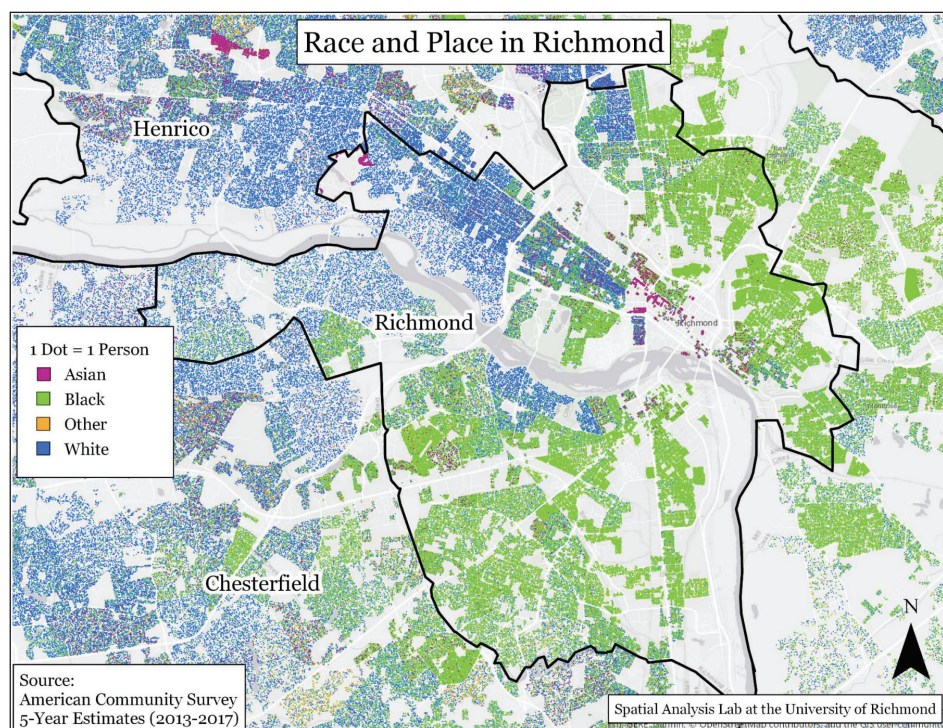 Race and Place in Richmond
Henrico
Richmond
Richmond
1 Dot = 1 Person
Asian
Black
Other
White
Chesterfield
N
Source:
American Community Survey
5-Year Estimates (2013-2017)
Spatial Analysis Lab at the University of Richmond